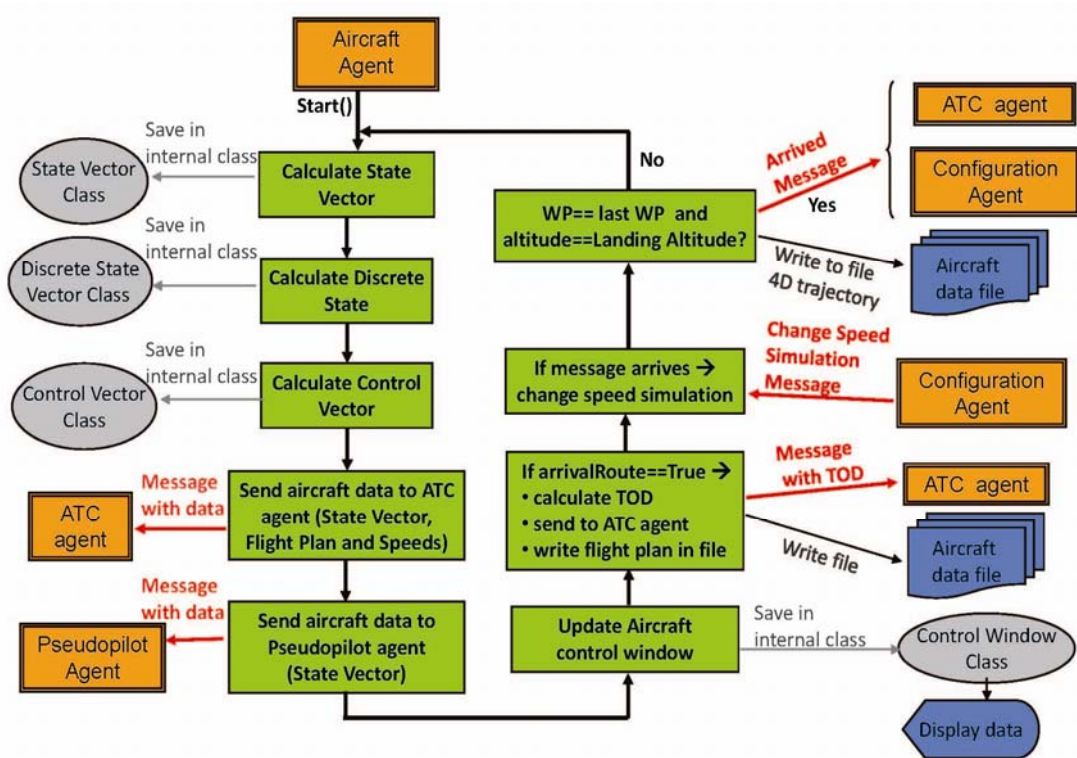 Aircraft
Agent
Start()
Save in
internal class
State Vector
Class
Calculate State
Vector
Save in
internal class
Discrete State
Vector Class
Calculate Discrete
State
Save in
internal class
Control Vector
Class
Calculate Control
Vector
Message
with data
ATC
agent
Send aircraft data to ATC
agent (State Vector,
Flight Plan and Speeds)
Message
with data
Pseudopilot
Agent
Send aircraft data to
Pseudopilot agent
(State Vector)
Update Aircraft
control window
Save in
internal class
Control Window
Class
Display data
If arrivalRoute==True →
• calculate TOD
• send to ATC agent
• write flight plan in file
Message
with TOD
ATC agent
Write file
Aircraft
data file
If message arrives →
change speed simulation
Change Speed
Simulation
Message
Configuration
Agent
WP== last WP and
altitude==Landing Altitude?
No
Arrived
Message
Yes
ATC agent
Configuration
Agent
Write to file
4D trajectory
Aircraft
data file